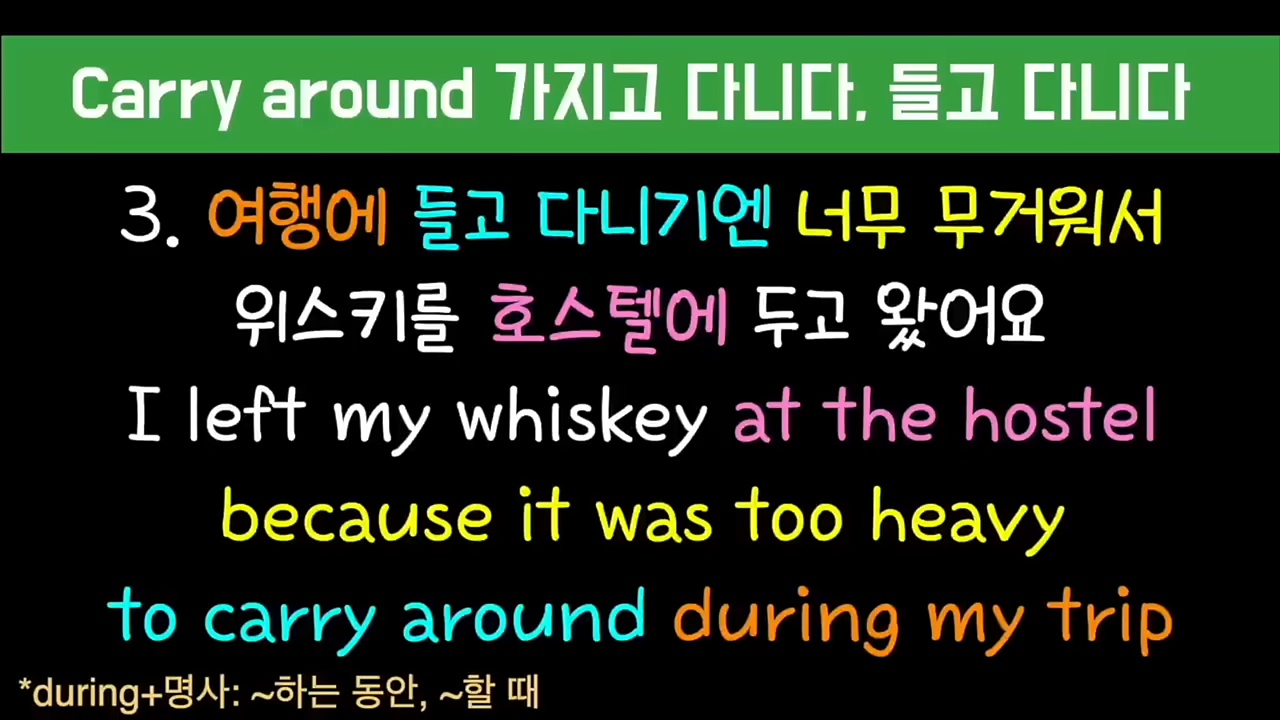 Carry around 가지고 다니다, 들고 다니다
3. 여행에 들고 다니기엔 너무 무거워서
위스키를 호스텔에 두고 왔어요
I left my whiskey at the hostel
because it was too heavy
to carry around during my trip
*during+명사: ~하는 동안, ~할 때